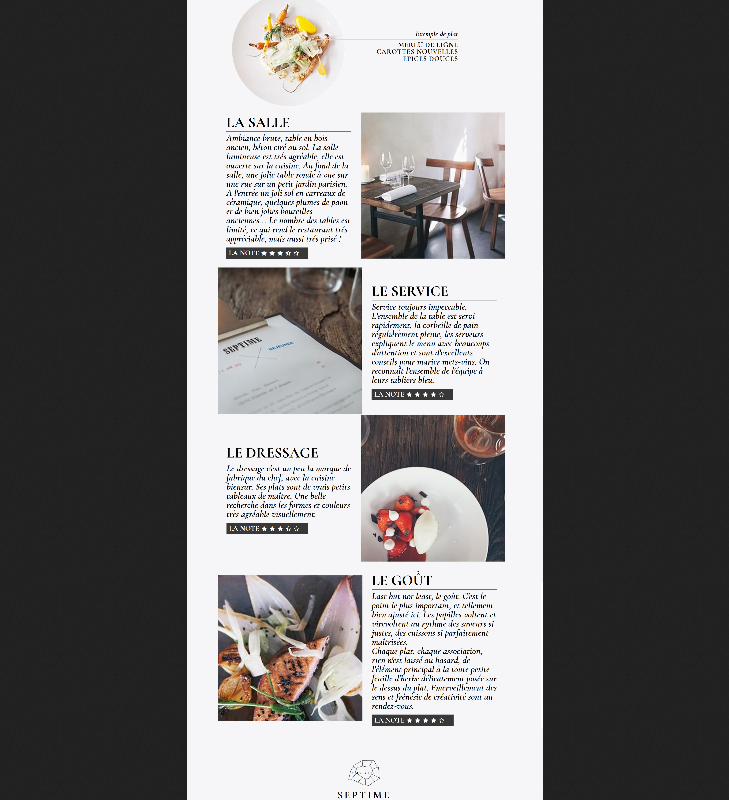 Exemple de plat
MERLU DE LIGNE
CAROTTES NOUVELLES
EPICES DOUCES
LA SALLE
Ambiance brute, table en bois
ancien, béton ciré au sol. La salle
lumineuse est très agréable, elle est
ouverte sur la cuisine. Au fond de la
salle, une jolie table ronde à vue sur
une rue sur un petit jardin parisien.
A l'entrée un joli sol en carreaux de
céramique, quelques plumes de paon
et de bien jolies bouteilles
anciennes... Le nombre des tables est
limité, ce qui rend le restaurant très
appréciable, mais aussi très prisé !
LA NOTE ★★★☆☆
SEPTIME
LE SERVICE
Service toujours impeccable.
L'ensemble de la table est servi
rapidement, la corbeille de pain
régulièrement pleine, les serveurs
expliquent le menu avec beaucoup
d'attention et sont d'excellents
conseils pour marier mets-vins. On
reconnaît l'ensemble de l'équipe à
leurs tabliers bleu.
LA NOTE ★★★★☆
LE DRESSAGE
Le dressage c'est un peu la marque de
fabrique du chef, avec la cuisine
biensur. Ses plats sont de vrais petits
tableaux de maître. Une belle
recherche dans les formes et couleurs
très agréable visuellement.
LA NOTE ★★★☆☆
LE GOÛT
Last but not least, le goût. C'est le
point le plus important, et tellement
bien ajusté ici. Les papilles voltent et
virevoltent au rythme des saveurs si
justes, des cuissons si parfaitement
maîtrisées.
Chaque plat, chaque association,
rien n'est laissé au hasard, de
l'élément principal à la toute petite
feuille d'herbe délicatement posée sur
le dessus du plat. Emerveillement des
sens et frénésie de créativité sont au
rendez-vous.
LA NOTE ★★★★☆
SEPTIME